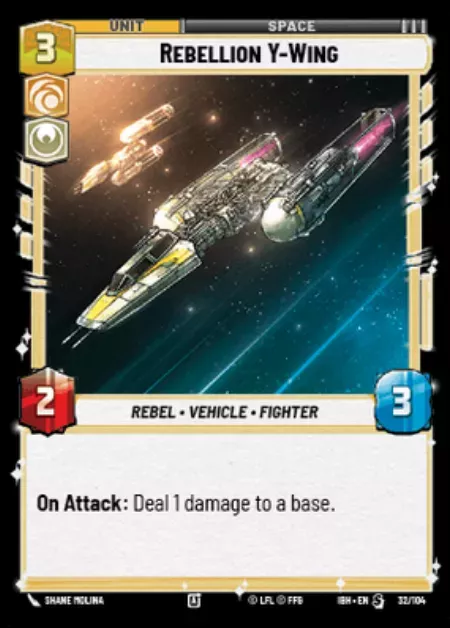 UNIT SPACE
3 REBELLION Y-WING
2 REBEL • VEHICLE • FIGHTER 3
On Attack: Deal 1 damage to a base.
SHANE MOLINA A © LFL © FFG IBH • EN 32/104